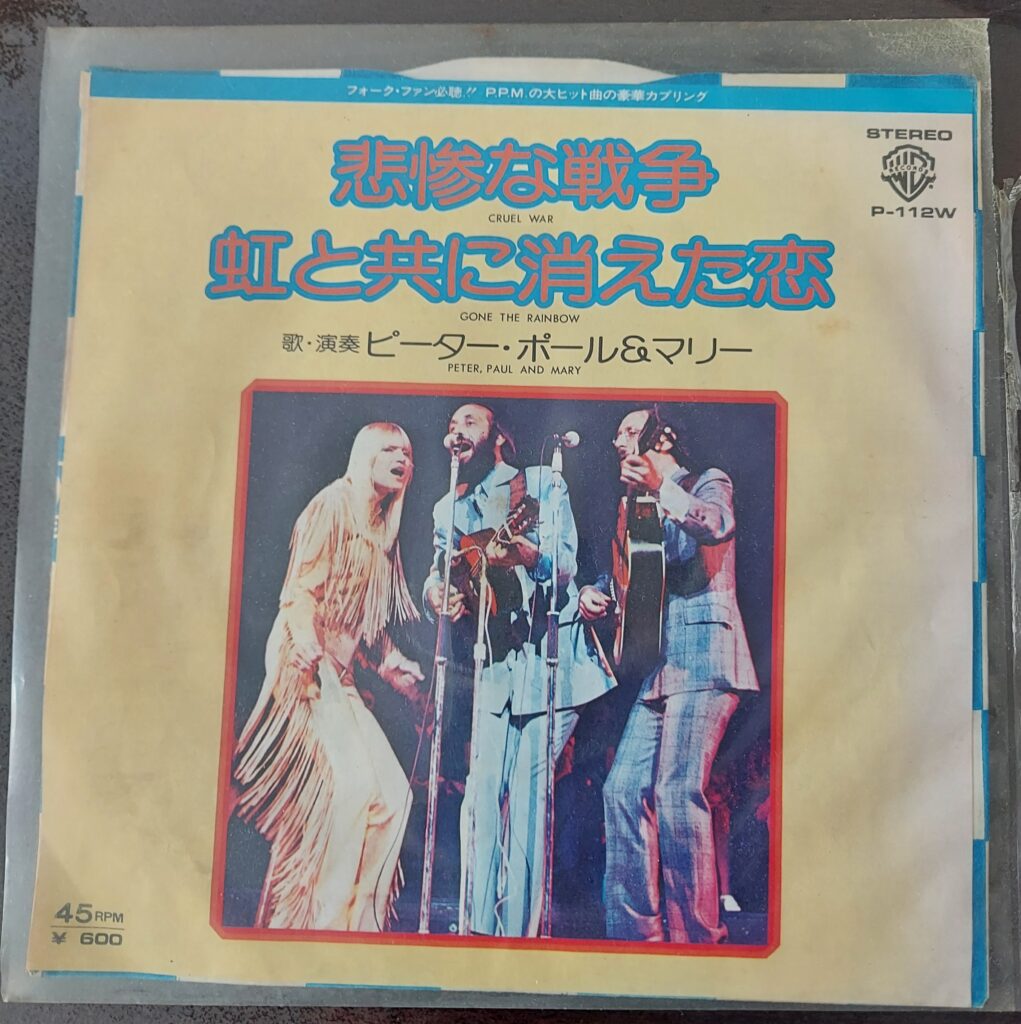 フォーク・ファン必聴!! P.P.M.の大ヒット曲の豪華カプリング
STEREO
RECORDS
P-112W
悲惨な戦争
CRUEL WAR
虹と共に消えた恋
GONE THE RAINBOW
歌・演奏 ピーター・ポール&マリー
PETER, PAUL AND MARY
45RPM
¥ 600